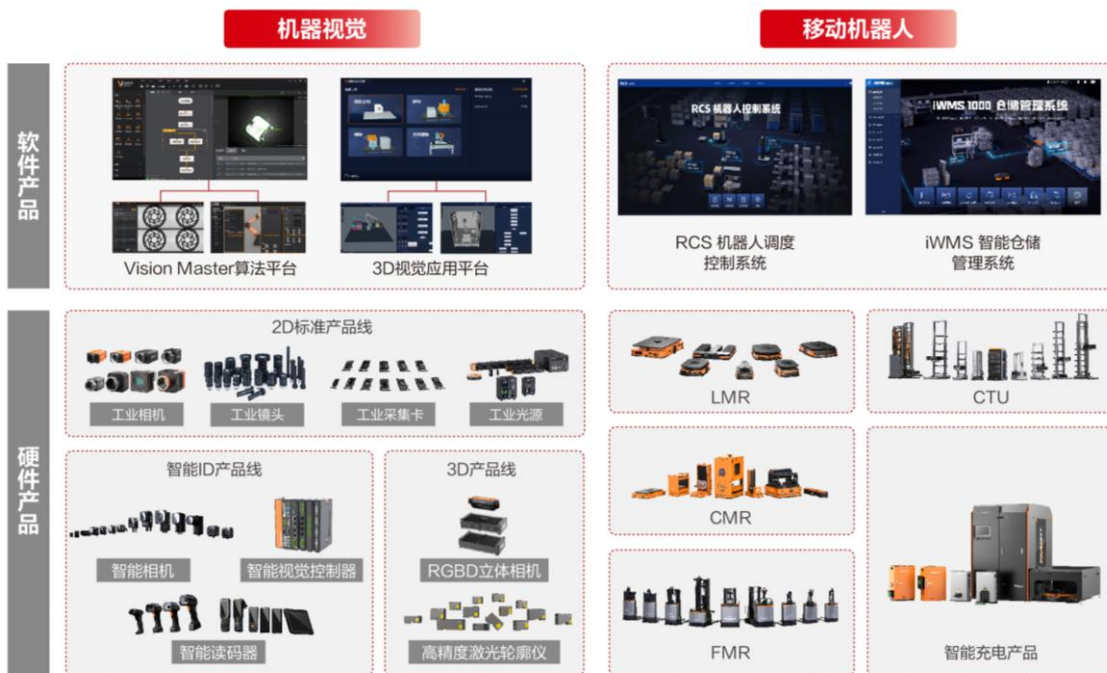 机器视觉
移动机器人
软件产品
RCS 机器人控制系统
iWMS 1000 仓储管理系统
Vision Master算法平台
3D视觉应用平台
RCS 机器人调度
控制系统
iWMS 智能仓储
管理系统
硬件产品
2D标准产品线
工业相机
工业镜头
工业采集卡
工业光源
智能ID产品线
智能相机
智能视觉控制器
智能读码器
3D产品线
RGBD立体相机
高精度激光轮廓仪
LMR
CTU
CMR
FMR
智能充电产品